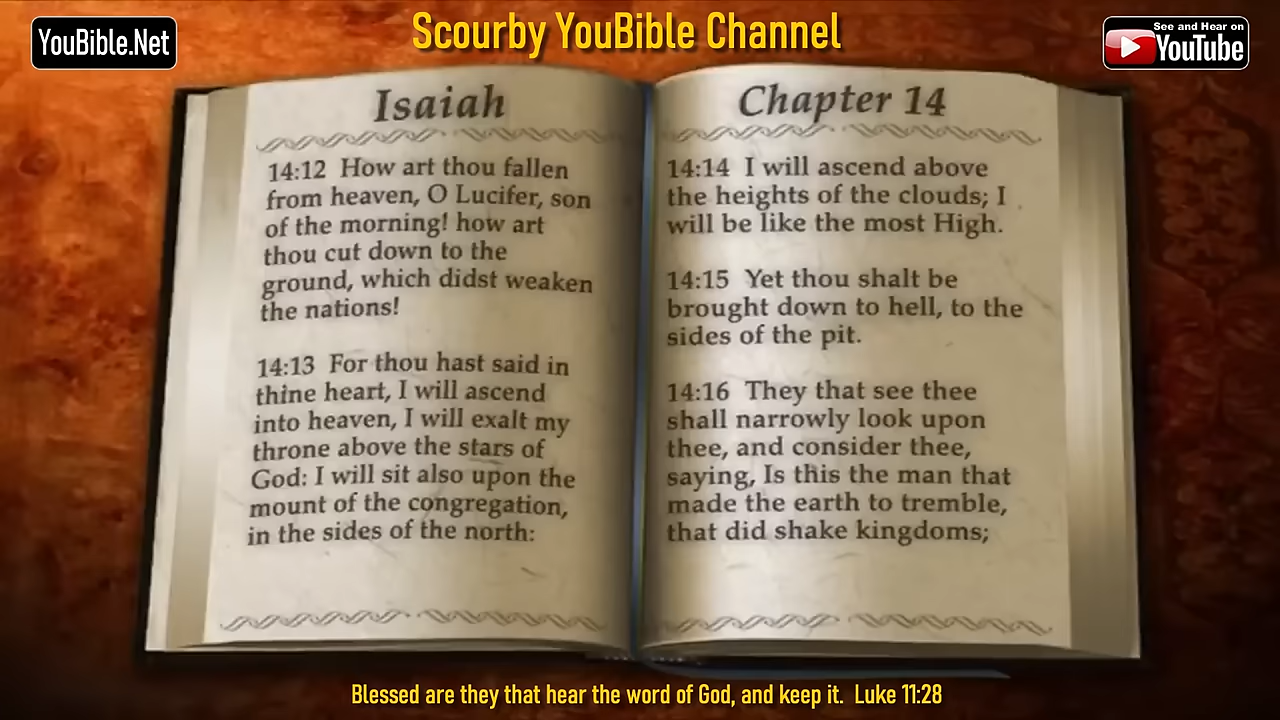 YouBible.Net
Scourby YouBible Channel
See and Hear on
YouTube
Isaiah
14:12 How art thou fallen
from heaven, O Lucifer, son
of the morning! how art
thou cut down to the
ground, which didst weaken
the nations!
14:13 For thou hast said in
thine heart, I will ascend
into heaven, I will exalt my
throne above the stars of
God: I will sit also upon the
mount of the congregation,
in the sides of the north:
Chapter 14
14:14 I will ascend above
the heights of the clouds; I
will be like the most High.
14:15 Yet thou shalt be
brought down to hell, to the
sides of the pit.
14:16 They that see thee
shall narrowly look upon
thee, and consider thee,
saying, Is this the man that
made the earth to tremble,
that did shake kingdoms;
Blessed are they that hear the word of God, and keep it. Luke 11:28